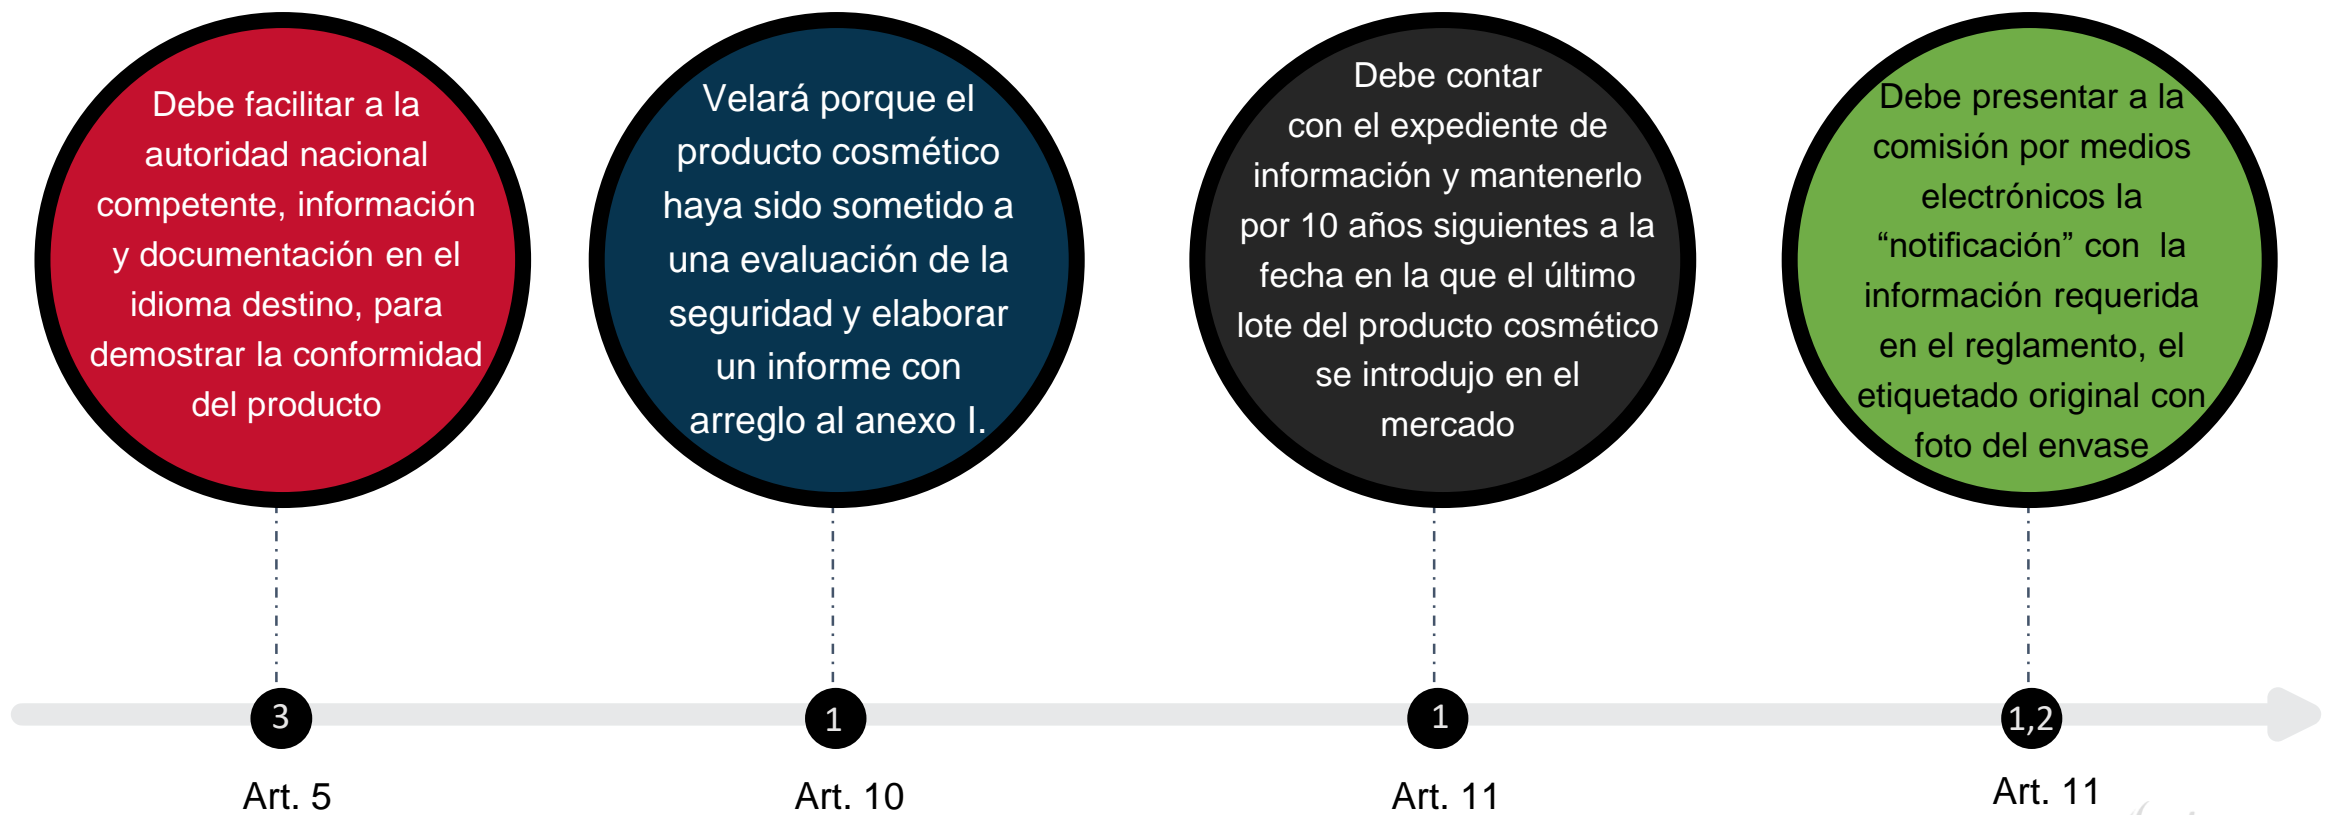 Debe facilitar a la
autoridad nacional
competente, información
y documentación en el
idioma destino, para
demostrar la conformidad
del producto
Velará porque el
producto cosmético
haya sido sometido a
una evaluación de la
seguridad y elaborar
un informe con
arreglo al anexo I.
Debe contar
con el expediente de
información y mantenerlo
por 10 años siguientes a la
fecha en la que el último
lote del producto cosmético
se introdujo en el
mercado
Debe presentar a la
comisión por medios
electrónicos la
“notificación” con  la
información requerida
en el reglamento, el
etiquetado original con
foto del envase
3
1
1
1,2
Art. 5
Art. 10
Art. 11
Art. 11